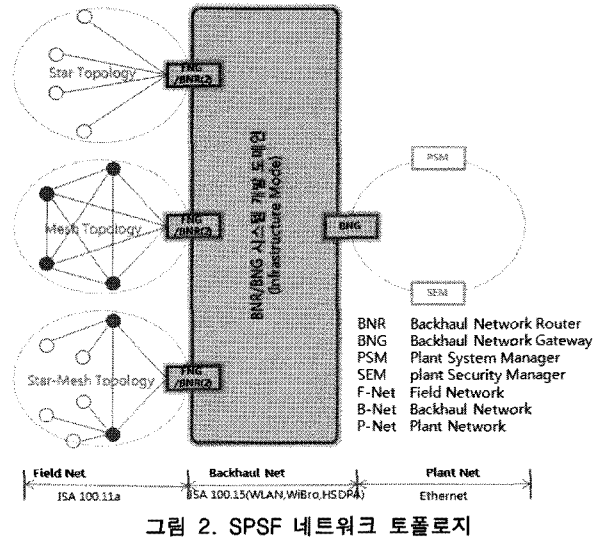 Star Topology
FNG
/BNR(2)
Mesh Topology
FNG
/BNR(2)
Star-Mesh Topology
FNG
/BNR(2)
BNR/BNG 시스템 개발 도메인
(Infrastructure Mode)
BNG
PSM
SEM
BNR Backhaul Network Router
BNG Backhaul Network Gateway
PSM Plant System Manager
SEM plant Security Manager
F-Net Field Network
B-Net Backhaul Network
P-Net Plant Network
Field Net
Backhaul Net
Plant Net
ISA 100.11a
ISA 100.15(WLAN,WiBro,HSDPA)
Ethernet
그림 2. SPSF 네트워크 토폴로지